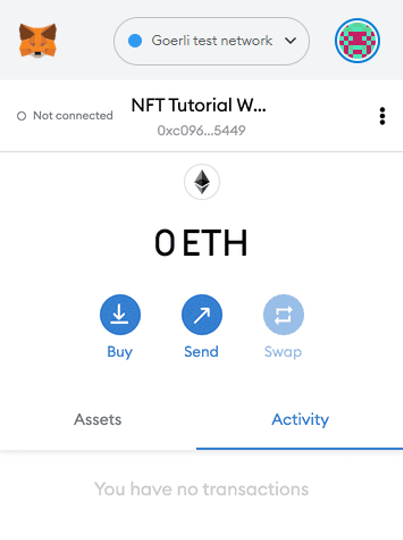 Goerli test network
Not connected
NFT Tutorial W...
0xc096...5449
0 ETH
Buy Send Swap
Assets Activity
You have no transactions